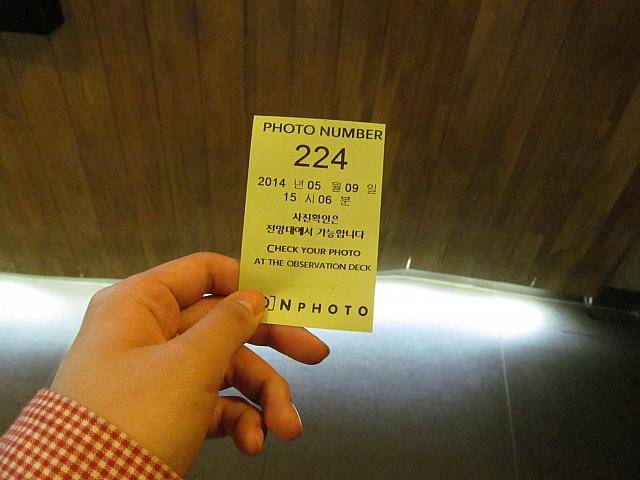 PHOTO NUMBER
224
2014 년 05 월 09 일
15 시 06 분
사진확인은
전망대에서 가능합니다
CHECK YOUR PHOTO
AT THE OBSERVATION DECK
PHOTO